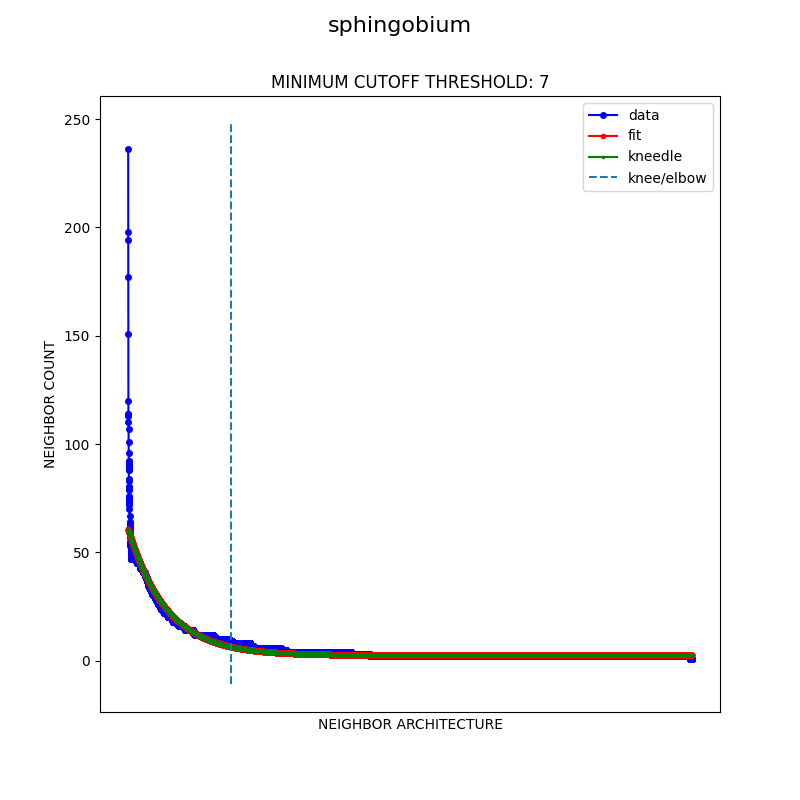 sphingobium
MINIMUM CUTOFF THRESHOLD: 7
data
fit
kneedle
knee/elbow
250
200
150
100
50
0
NEIGHBOR COUNT
NEIGHBOR ARCHITECTURE